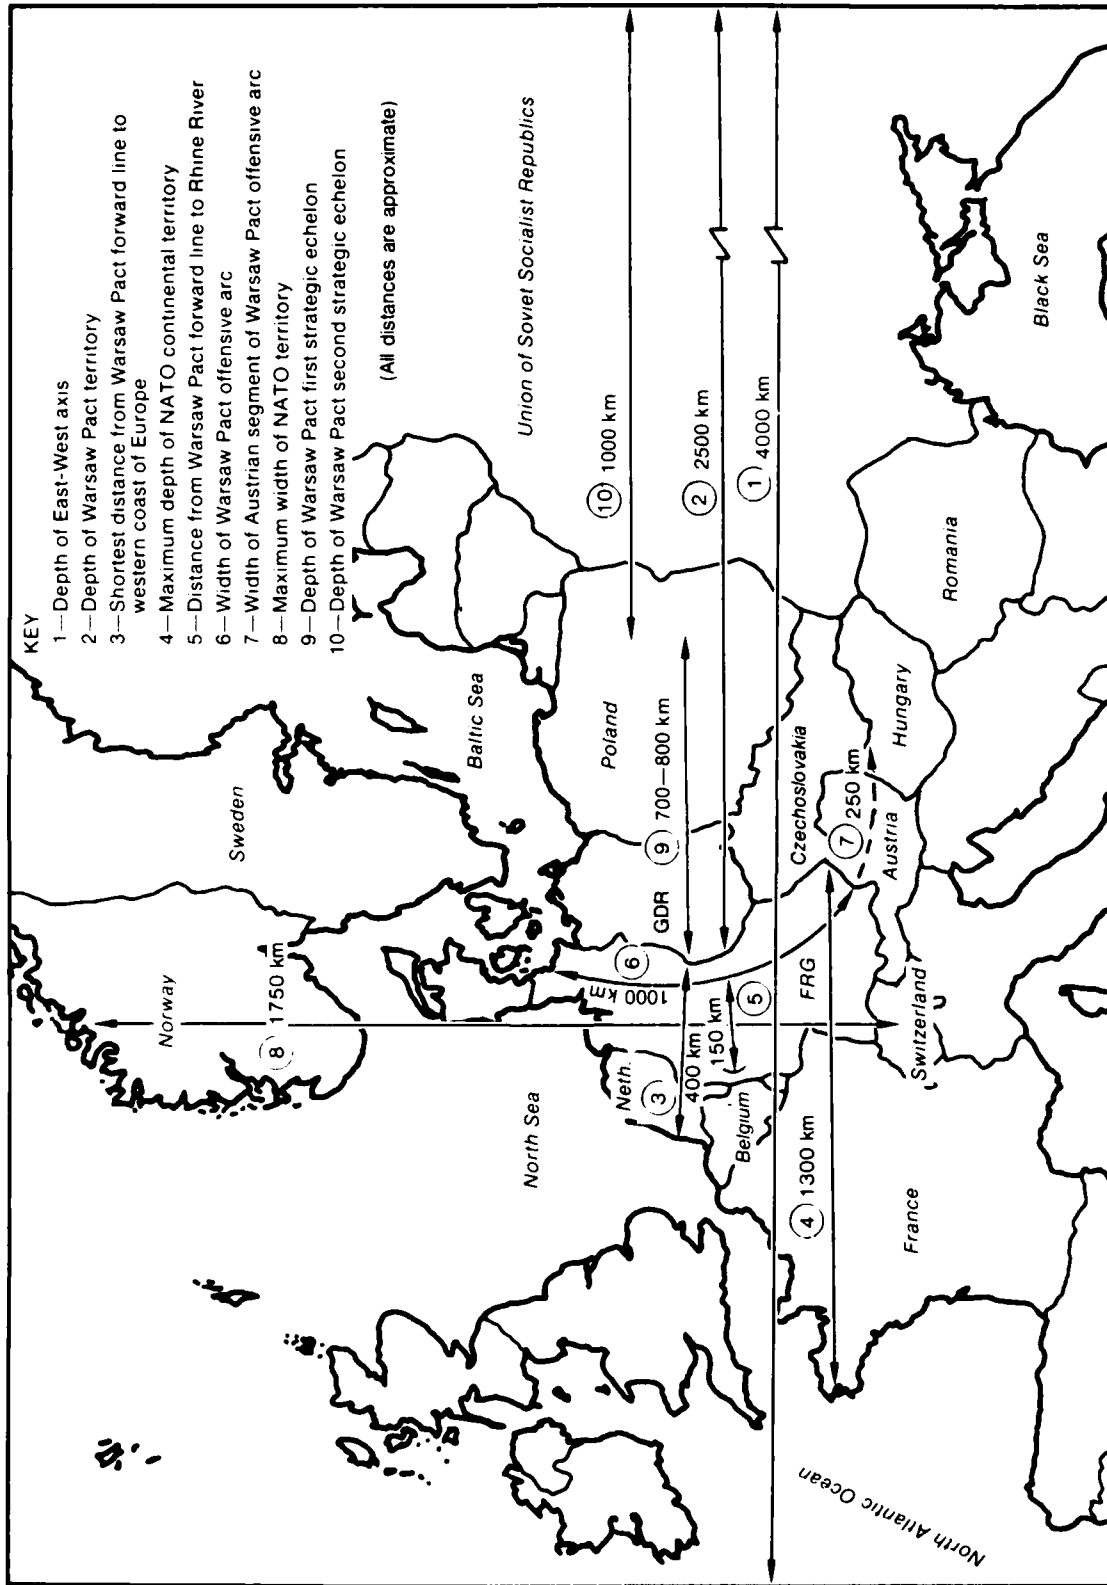 KEY
1—Depth of East-West axis
2—Depth of Warsaw Pact territory
3—Shortest distance from Warsaw Pact forward line to
western coast of Europe
4—Maximum depth of NATO continental territory
5—Distance from Warsaw Pact forward line to Rhine River
6—Width of Warsaw Pact offensive arc
7—Width of Austrian segment of Warsaw Pact offensive arc
8—Maximum width of NATO territory
9—Depth of Warsaw Pact first strategic echelon
10—Depth of Warsaw Pact second strategic echelon
(All distances are approximate)
Norway
Sweden
8 1750 km
Baltic Sea
North Sea
Union of Soviet Socialist Republics
Poland
10 1000 km
GDR
9 700—800 km
6
1000 km
Neth.
3
400 km
150 km
5
2 2500 km
1 4000 km
Belgium
FRG
Czechoslovakia
4 1300 km
7 250 km
Austria
Hungary
Switzerland
France
Romania
Black Sea
North Atlantic Ocean